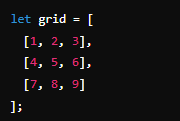 let grid = [
  [1, 2, 3],
  [4, 5, 6],
  [7, 8, 9]
];